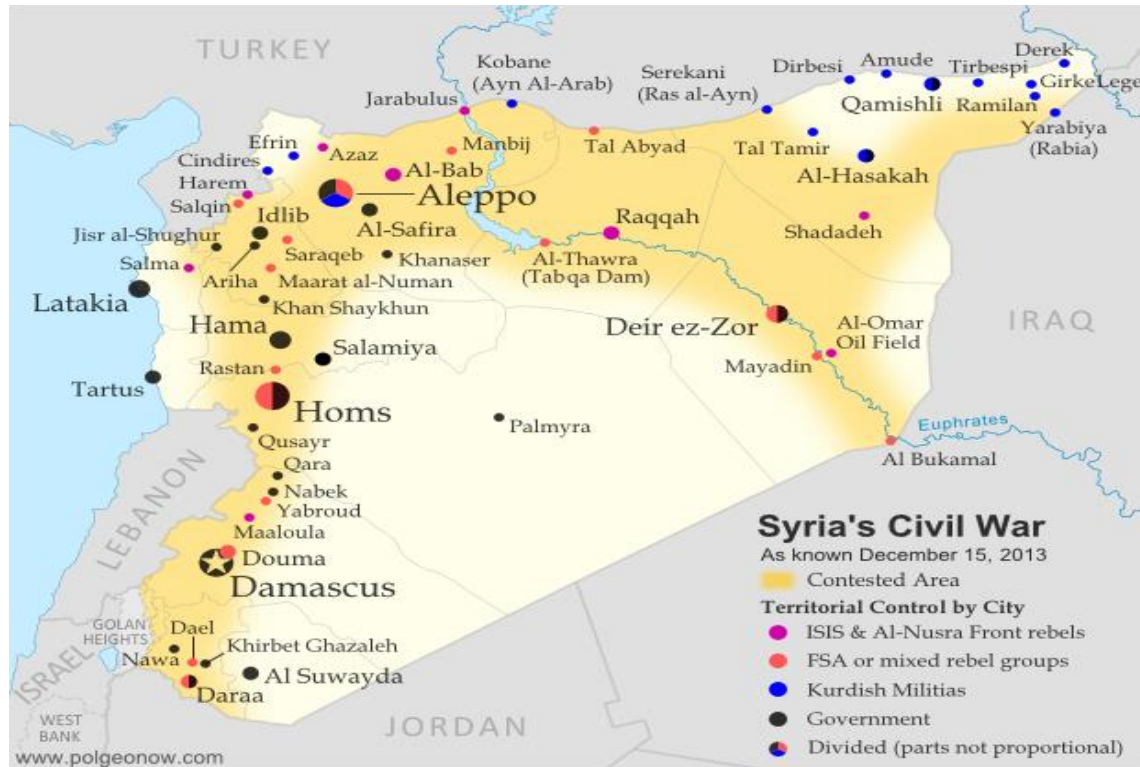 TURKEY
Kobane
(Ayn Al-Arab)
Jarabulus
Serekani
(Ras al-Ayn)
Dirbesi
Amude
Tirbespi
Derek
GirkeLege
Qamishli
Ramilan
Yarabiya
(Rabia)
Efrin
Cindires
Harem
Salqin
Azaz
Manbij
Tal Abyad
Tal Tamir
Al-Bab
Aleppo
Al-Hasakah
Idlib
Al-Safira
Raqqah
Shadadeh
Jisr al-Shughur
Saraqeb
Khanaser
Al-Thawra
(Tabqa Dam)
Salma
Ariha
Maarat al-Numan
Latakia
Khan Shaykhun
Hama
Deir ez-Zor
Al-Omar
Oil Field
IRAQ
Salamiya
Mayadin
Rastan
Tartus
Homs
Palmyra
Euphrates
Qusayr
Al Bukamal
Qara
Nabek
Yabroud
LEBANON
Maaloula
Douma
Damascus
GOLAN
HEIGHTS
Dael
Khirbet Ghazaleh
Nawa
Al Suwayda
Daraa
ISRAEL
WEST
BANK
JORDAN
www.polgeonow.com
Syria's Civil War
As known December 15, 2013
Contested Area
Territorial Control by City
ISIS & Al-Nusra Front rebels
FSA or mixed rebel groups
Kurdish Militias
Government
Divided (parts not proportional)